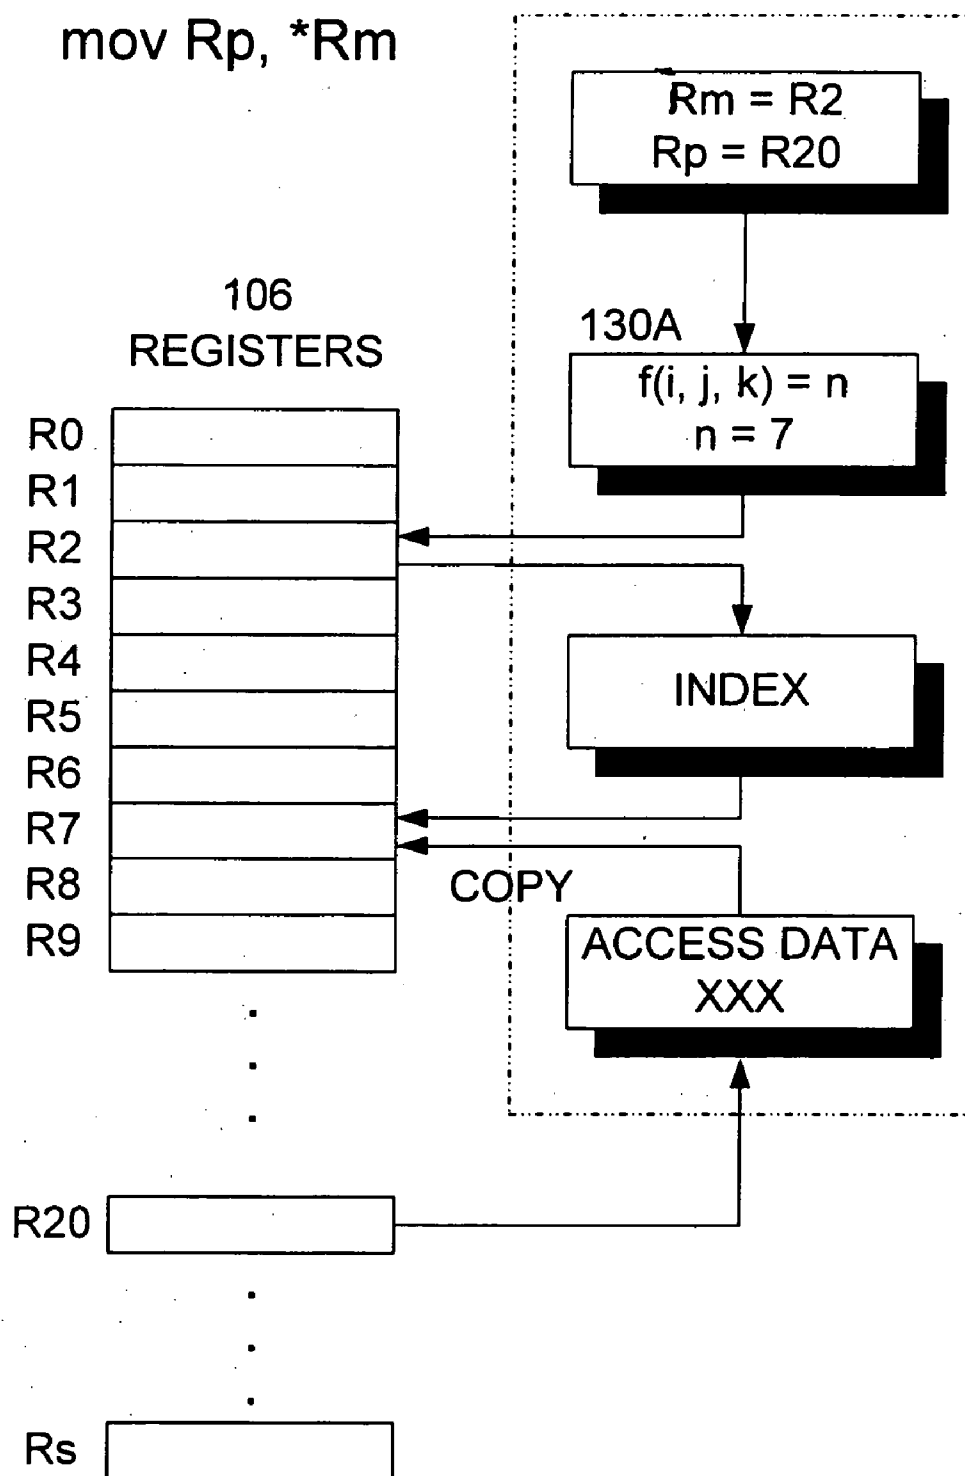 mov Rp, *Rm
Rm = R2
Rp = R20
106
REGISTERS
130A
f(i, j, k) = n
n = 7
R0
R1
R2
R3
R4
R5
R6
R7
R8
R9
INDEX
COPY
ACCESS DATA
XXX
R20
Rs